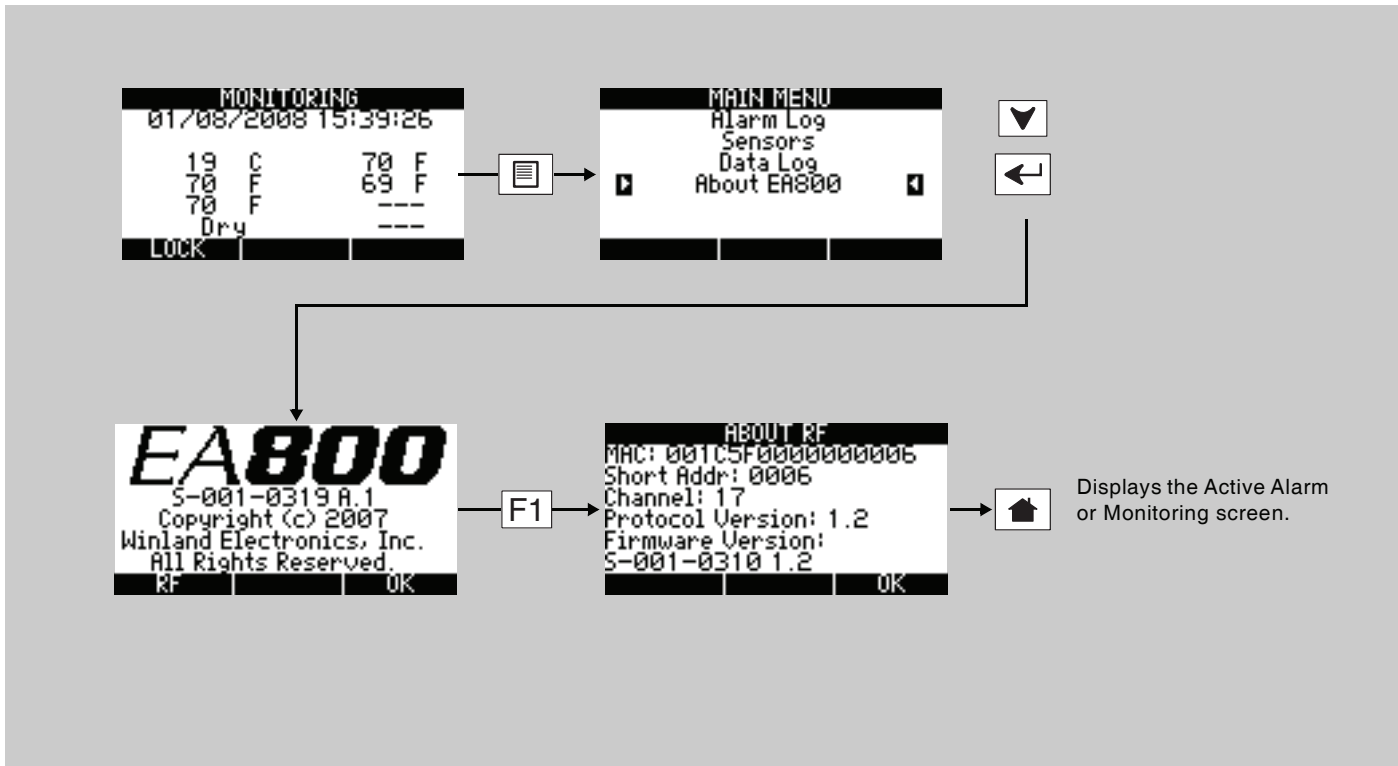 MONITORING
01/08/2008 15:39:26
19 C 70 F
70 F 69 F
70 F ---
Dry ---
LOCK
MAIN MENU
Alarm Log
Sensors
Data Log
About EA800
EA800
S-001-0319 A.1
Copyright (c) 2007
Winland Electronics, Inc.
All Rights Reserved.
RF OK
F1
ABOUT RF
MAC: 001C5F0000000006
Short Addr: 0006
Channel: 17
Protocol Version: 1.2
Firmware Version:
S-001-0310 1.2
OK
Displays the Active Alarm
or Monitoring screen.